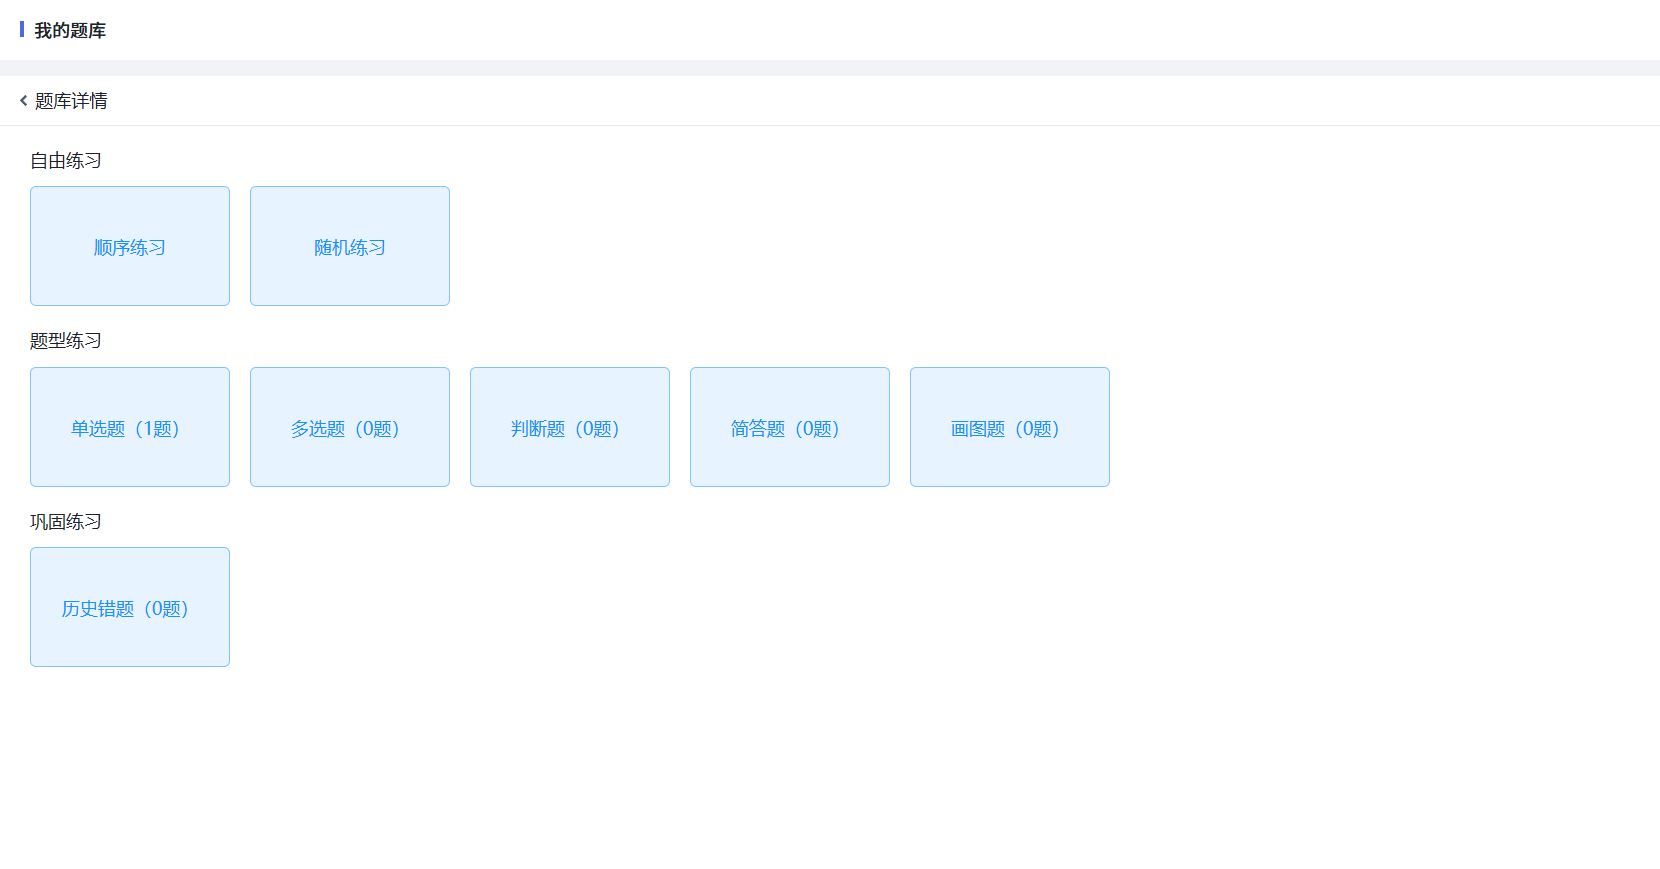 我的题库
题库详情
自由练习
顺序练习
随机练习
题型练习
单选题（1题）
多选题（0题）
判断题（0题）
简答题（0题）
画图题（0题）
巩固练习
历史错题（0题）